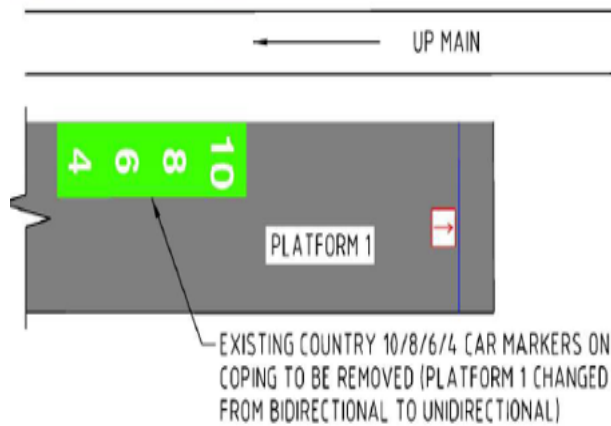 UP MAIN
4 6 8 10
PLATFORM 1
EXISTING COUNTRY 10/8/6/4 CAR MARKERS ON
COPING TO BE REMOVED (PLATFORM 1 CHANGED
FROM BIDIRECTIONAL TO UNIDIRECTIONAL)